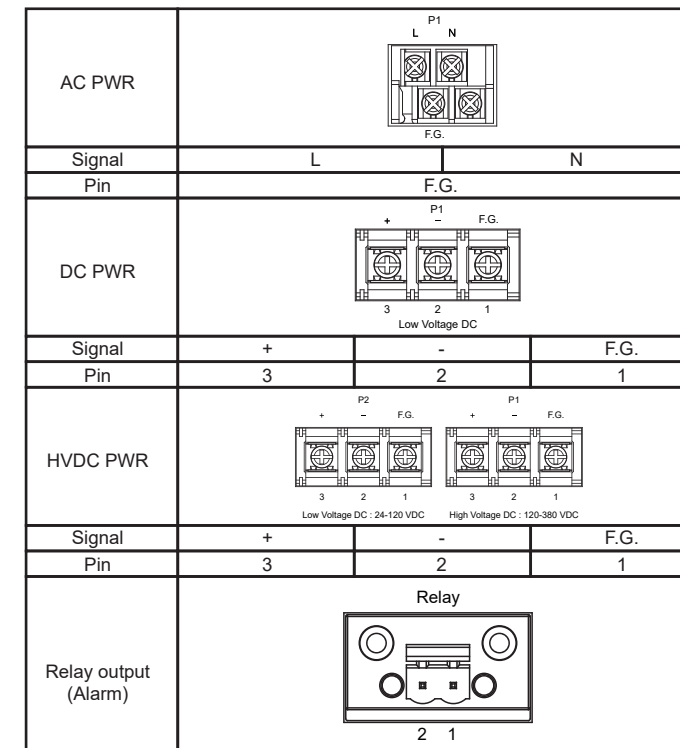 P1
L N
AC PWR
F.G.
Signal L N
Pin F.G.
P1
+ – F.G.
DC PWR
3 2 1
Low Voltage DC
Signal + - F.G.
Pin 3 2 1
P2 P1
+ – F.G. + – F.G.
HVDC PWR
3 2 1 3 2 1
Low Voltage DC : 24-120 VDC High Voltage DC : 120-380 VDC
Signal + - F.G.
Pin 3 2 1
Relay
Relay output
(Alarm)
2 1